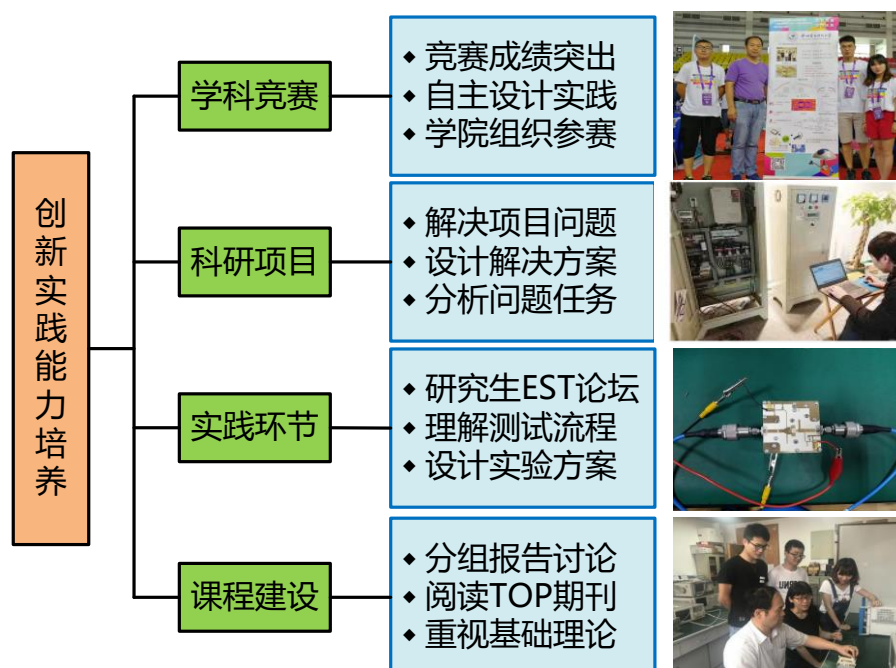 创新实践能力培养
学科竞赛
竞赛成绩突出
自主设计实践
学院组织参赛
科研项目
解决项目问题
设计解决方案
分析问题任务
实践环节
研究生EST论坛
理解测试流程
设计实验方案
课程建设
分组报告讨论
阅读TOP期刊
重视基础理论